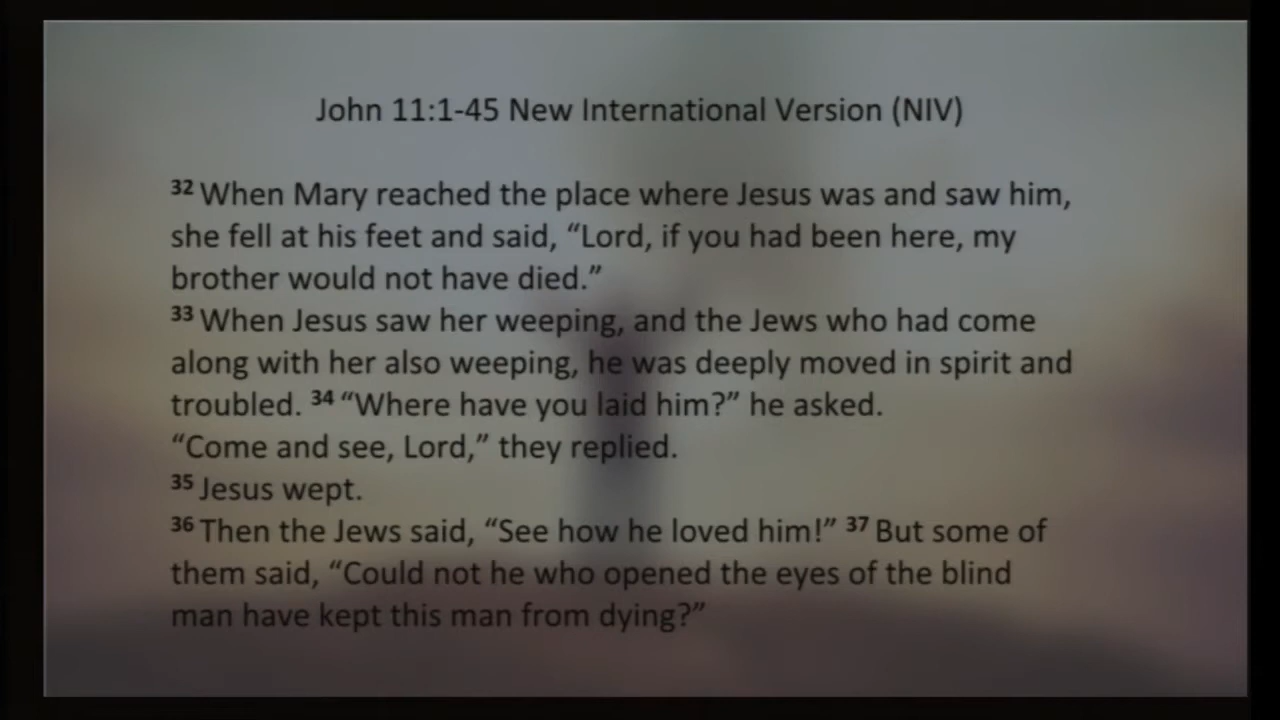 John 11:1-45 New International Version (NIV)
32 When Mary reached the place where Jesus was and saw him,
she fell at his feet and said, “Lord, if you had been here, my
brother would not have died.”
33 When Jesus saw her weeping, and the Jews who had come
along with her also weeping, he was deeply moved in spirit and
troubled. 34 “Where have you laid him?” he asked.
“Come and see, Lord,” they replied.
35 Jesus wept.
36 Then the Jews said, “See how he loved him!” 37 But some of
them said, “Could not he who opened the eyes of the blind
man have kept this man from dying?”